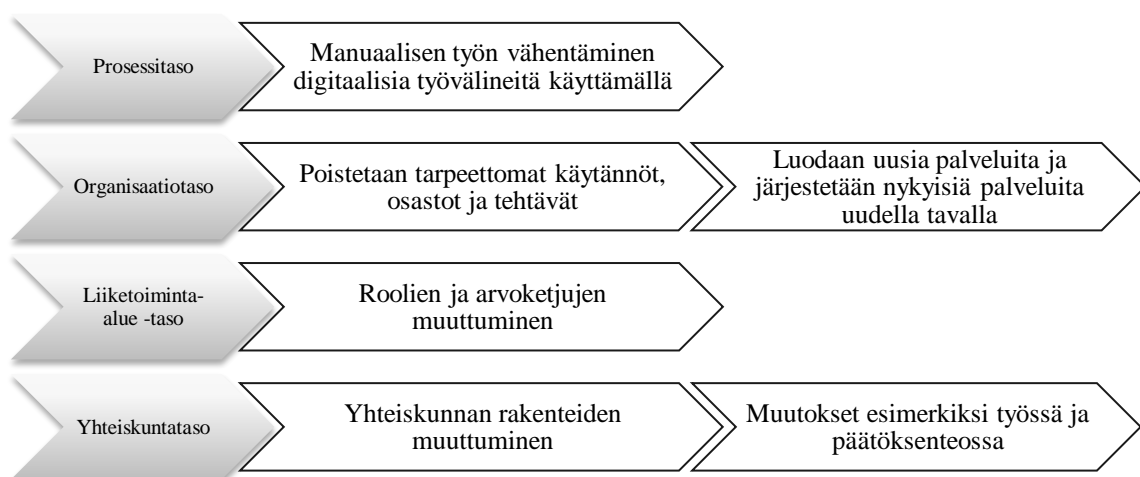 Prosessitaso
Manuaalisen työn vähentäminen
digitaalisia työvälineitä käyttämällä
Organisaatiotaso
Poistetaan tarpeettomat käytännöt,
osastot ja tehtävät
Luodaan uusia palveluita ja
järjestetään nykyisiä palveluita
uudella tavalla
Liiketoiminta-
alue -taso
Roolien ja arvoketjujen
muuttuminen
Yhteiskuntataso
Yhteiskunnan rakenteiden
muuttuminen
Muutokset esimerkiksi työssä ja
päätöksenteossa